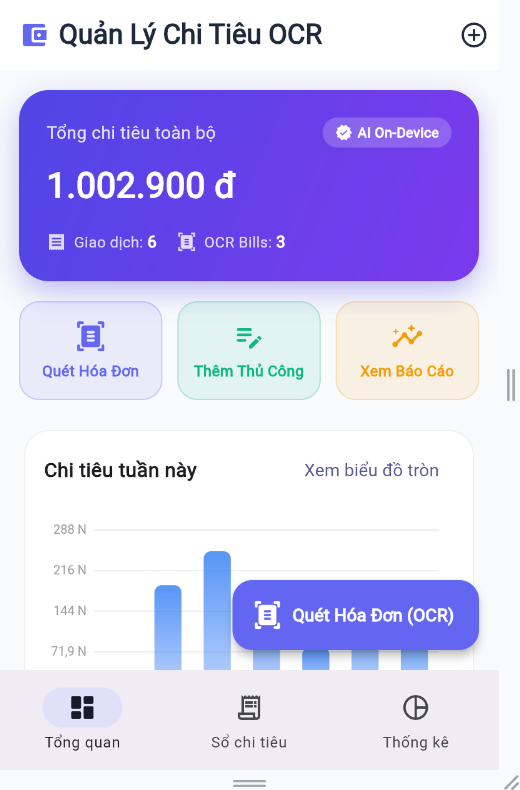 Quản Lý Chi Tiêu OCR
Tổng chi tiêu toàn bộ
AI On-Device
1.002.900 đ
Giao dịch: 6
OCR Bills: 3
Quét Hóa Đơn
Thêm Thủ Công
Xem Báo Cáo
Chi tiêu tuần này
Xem biểu đồ tròn
288 N
216 N
144 N
71,9 N
Quét Hóa Đơn (OCR)
Tổng quan
Sổ chi tiêu
Thống kê